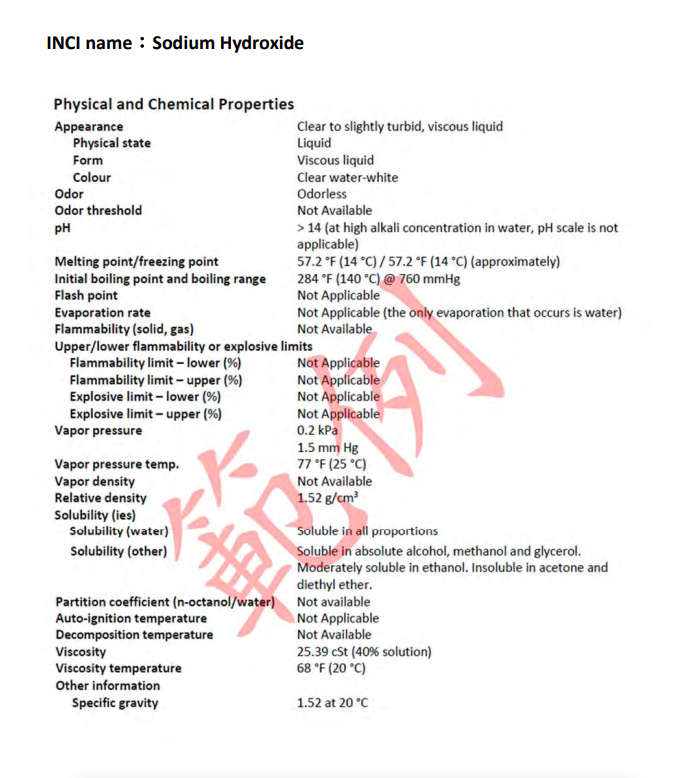 INCI name：Sodium Hydroxide
Physical and Chemical Properties
Appearance Clear to slightly turbid, viscous liquid
Physical state Liquid
Form Viscous liquid
Colour Clear water-white
Odor Odorless
Odor threshold Not Available
pH > 14 (at high alkali concentration in water, pH scale is not
applicable)
Melting point/freezing point 57.2 °F (14 °C) / 57.2 °F (14 °C) (approximately)
Initial boiling point and boiling range 284 °F (140 °C) @ 760 mmHg
Flash point Not Applicable
Evaporation rate Not Applicable (the only evaporation that occurs is water)
Flammability (solid, gas) Not Available
Upper/lower flammability or explosive limits
Flammability limit – lower (%) Not Applicable
Flammability limit – upper (%) Not Applicable
Explosive limit – lower (%) Not Applicable
Explosive limit – upper (%) Not Applicable
Vapor pressure 0.2 kPa
1.5 mm Hg
Vapor pressure temp. 77 °F (25 °C)
Vapor density Not Available
Relative density 1.52 g/cm³
Solubility (ies)
Solubility (water) Soluble in all proportions
Solubility (other) Soluble in absolute alcohol, methanol and glycerol.
Moderately soluble in ethanol. Insoluble in acetone and
diethyl ether.
Partition coefficient (n-octanol/water) Not available
Auto-ignition temperature Not Applicable
Decomposition temperature Not Available
Viscosity 25.39 cSt (40% solution)
Viscosity temperature 68 °F (20 °C)
Other information
Specific gravity 1.52 at 20 °C
範例